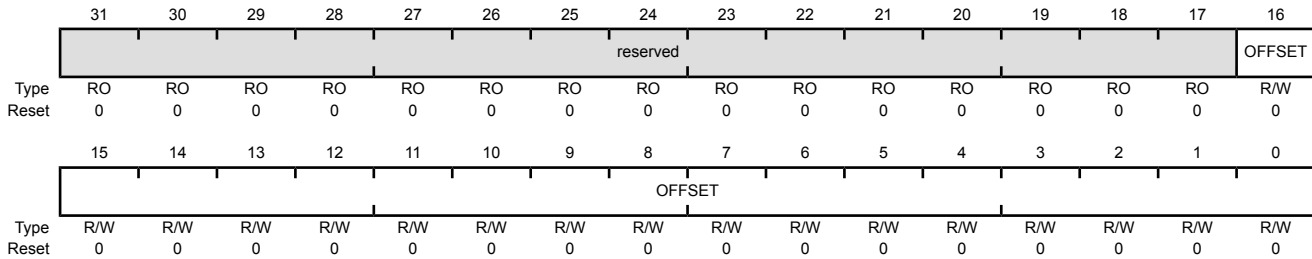 31 30 29 28 27 26 25 24 23 22 21 20 19 18 17 16
reserved OFFSET
Type RO RO RO RO RO RO RO RO RO RO RO RO RO RO RO R/W
Reset 0 0 0 0 0 0 0 0 0 0 0 0 0 0 0 0
15 14 13 12 11 10 9 8 7 6 5 4 3 2 1 0
OFFSET
Type R/W R/W R/W R/W R/W R/W R/W R/W R/W R/W R/W R/W R/W R/W R/W R/W
Reset 0 0 0 0 0 0 0 0 0 0 0 0 0 0 0 0